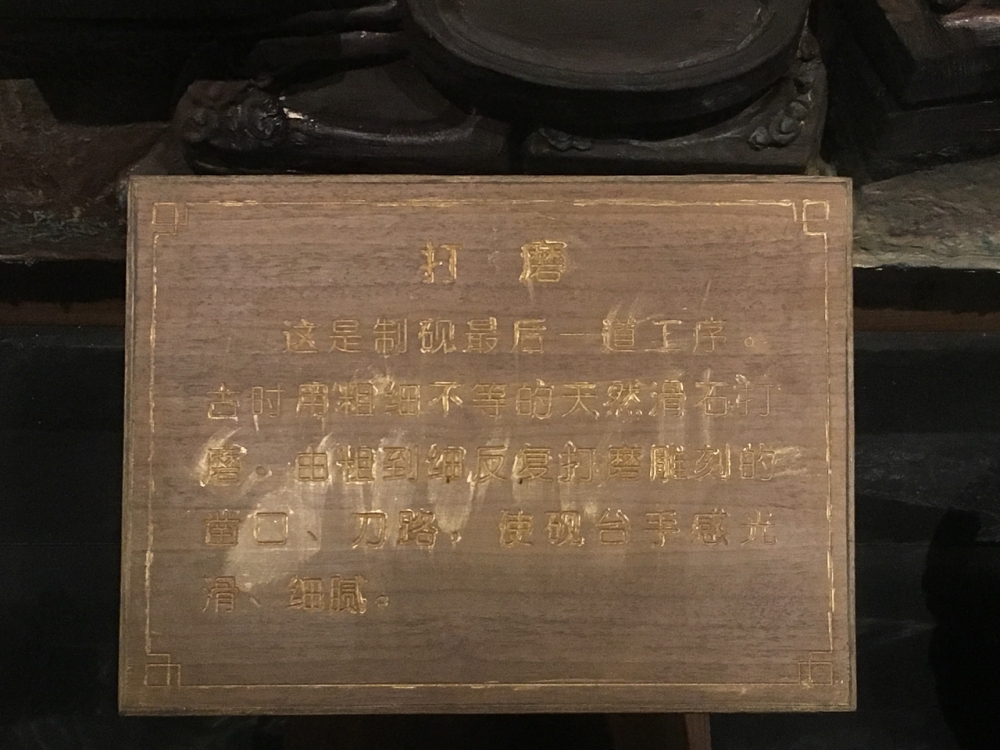 打磨
这是制砚最后一道工序。
古时用粗细不等的天然滑石打
磨。由粗到细反复打磨雕刻的
凿口、刀路，使砚台手感光
滑、细腻。